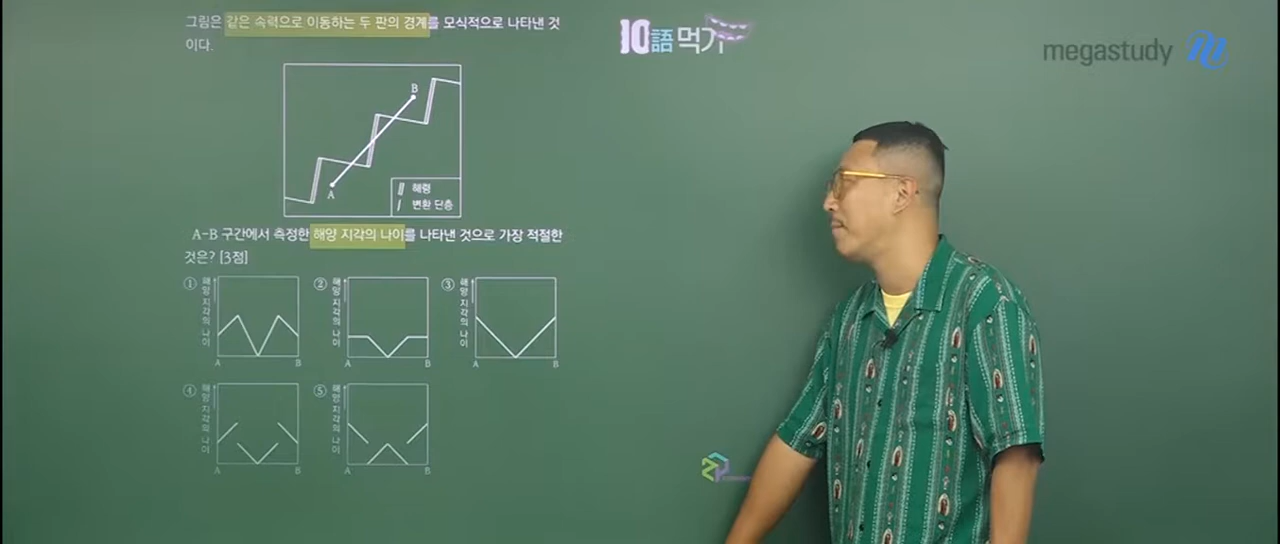 그림은 같은 속력으로 이동하는 두 판의 경계를 모식적으로 나타낸 것
이다.
10語 먹기
megastudy
B
A
해령
변환 단층
A-B 구간에서 측정한 해양 지각의 나이를 나타낸 것으로 가장 적절한
것은? [3점]
① 해양 지각의 나이
A B
② 해양 지각의 나이
A B
③ 해양 지각의 나이
A B
④ 해양 지각의 나이
A B
⑤ 해양 지각의 나이
A B